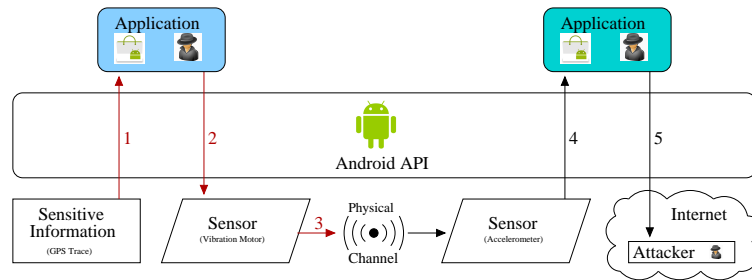 Application
Application
1
2
4
5
Android API
Sensitive
Information
(GPS Trace)
Sensor
(Vibration Motor)
3
Physical
Channel
Sensor
(Accelerometer)
Internet
Attacker